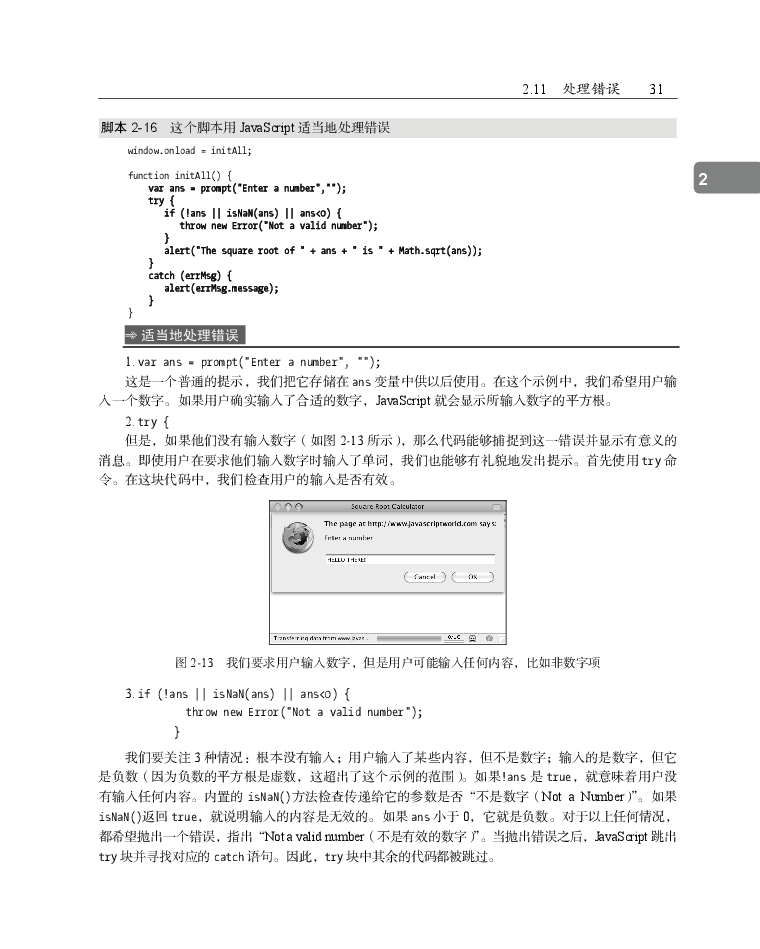 2.11 处理错误 31
脚本 2-16 这个脚本用 JavaScript 适当地处理错误
window.onload = initAll;
function initAll() {
var ans = prompt("Enter a number","");
try {
if (!ans || isNaN(ans) || ans<0) {
throw new Error("Not a valid number");
}
alert("The square root of " + ans + " is " + Math.sqrt(ans));
}
catch (errMsg) {
alert(errMsg.message);
}
}
2
➾ 适当地处理错误
1. var ans = prompt("Enter a number", "");
这是一个普通的提示，我们把它存储在 ans 变量中供以后使用。在这个示例中，我们希望用户输
入一个数字。如果用户确实输入了合适的数字，JavaScript 就会显示所输入数字的平方根。
2. try {
但是，如果他们没有输入数字（如图 2-13 所示），那么代码能够捕捉到这一错误并显示有意义的
消息。即使用户在要求他们输入数字时输入了单词，我们也能够有礼貌地发出提示。首先使用 try 命
令。在这块代码中，我们检查用户的输入是否有效。
Square Root Calculator
The page at http://www.javascriptworld.com says:
Enter a number
HELLO THERE!
Cancel OK
Transferring data from www.javas...
图 2-13 我们要求用户输入数字，但是用户可能输入任何内容，比如非数字项
3. if (!ans || isNaN(ans) || ans<0) {
throw new Error("Not a valid number");
}
我们要关注 3 种情况：根本没有输入；用户输入了某些内容，但不是数字；输入的是数字，但它
是负数（因为负数的平方根是虚数，这超出了这个示例的范围）。如果!ans 是 true，就意味着用户没
有输入任何内容。内置的 isNaN()方法检查传递给它的参数是否“不是数字（Not a Number）”。如果
isNaN()返回 true，就说明输入的内容是无效的。如果 ans 小于 0，它就是负数。对于以上任何情况，
都希望抛出一个错误，指出“Not a valid number（不是有效的数字）”。当抛出错误之后，JavaScript 跳出
try 块并寻找对应的 catch 语句。因此，try 块中其余的代码都被跳过。